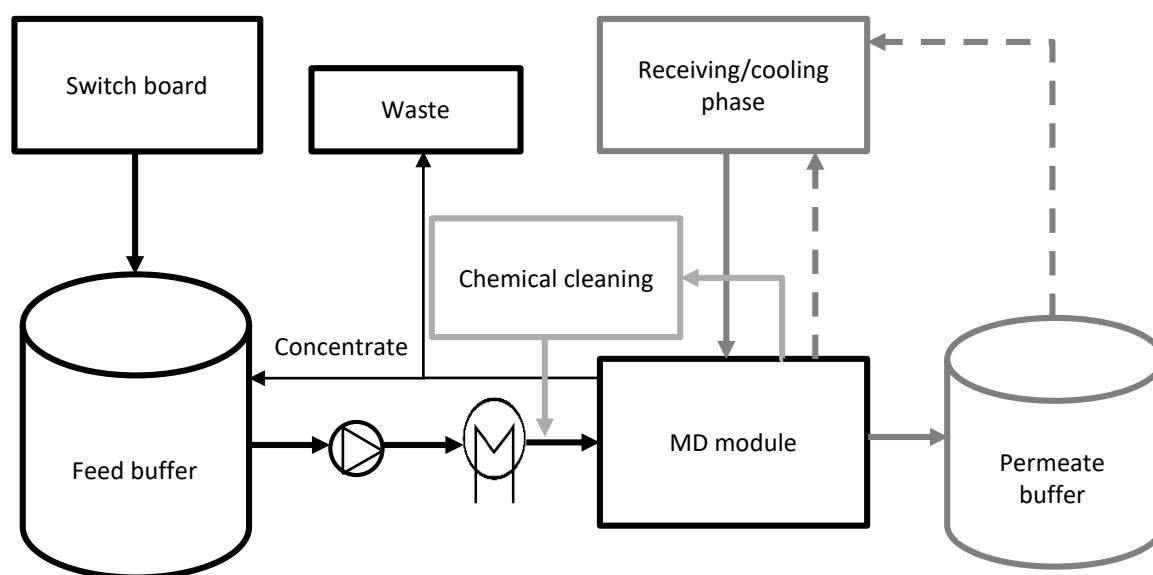 Switch board
Waste
Receiving/cooling
phase
Chemical cleaning
Concentrate
Feed buffer
MD module
Permeate
buffer